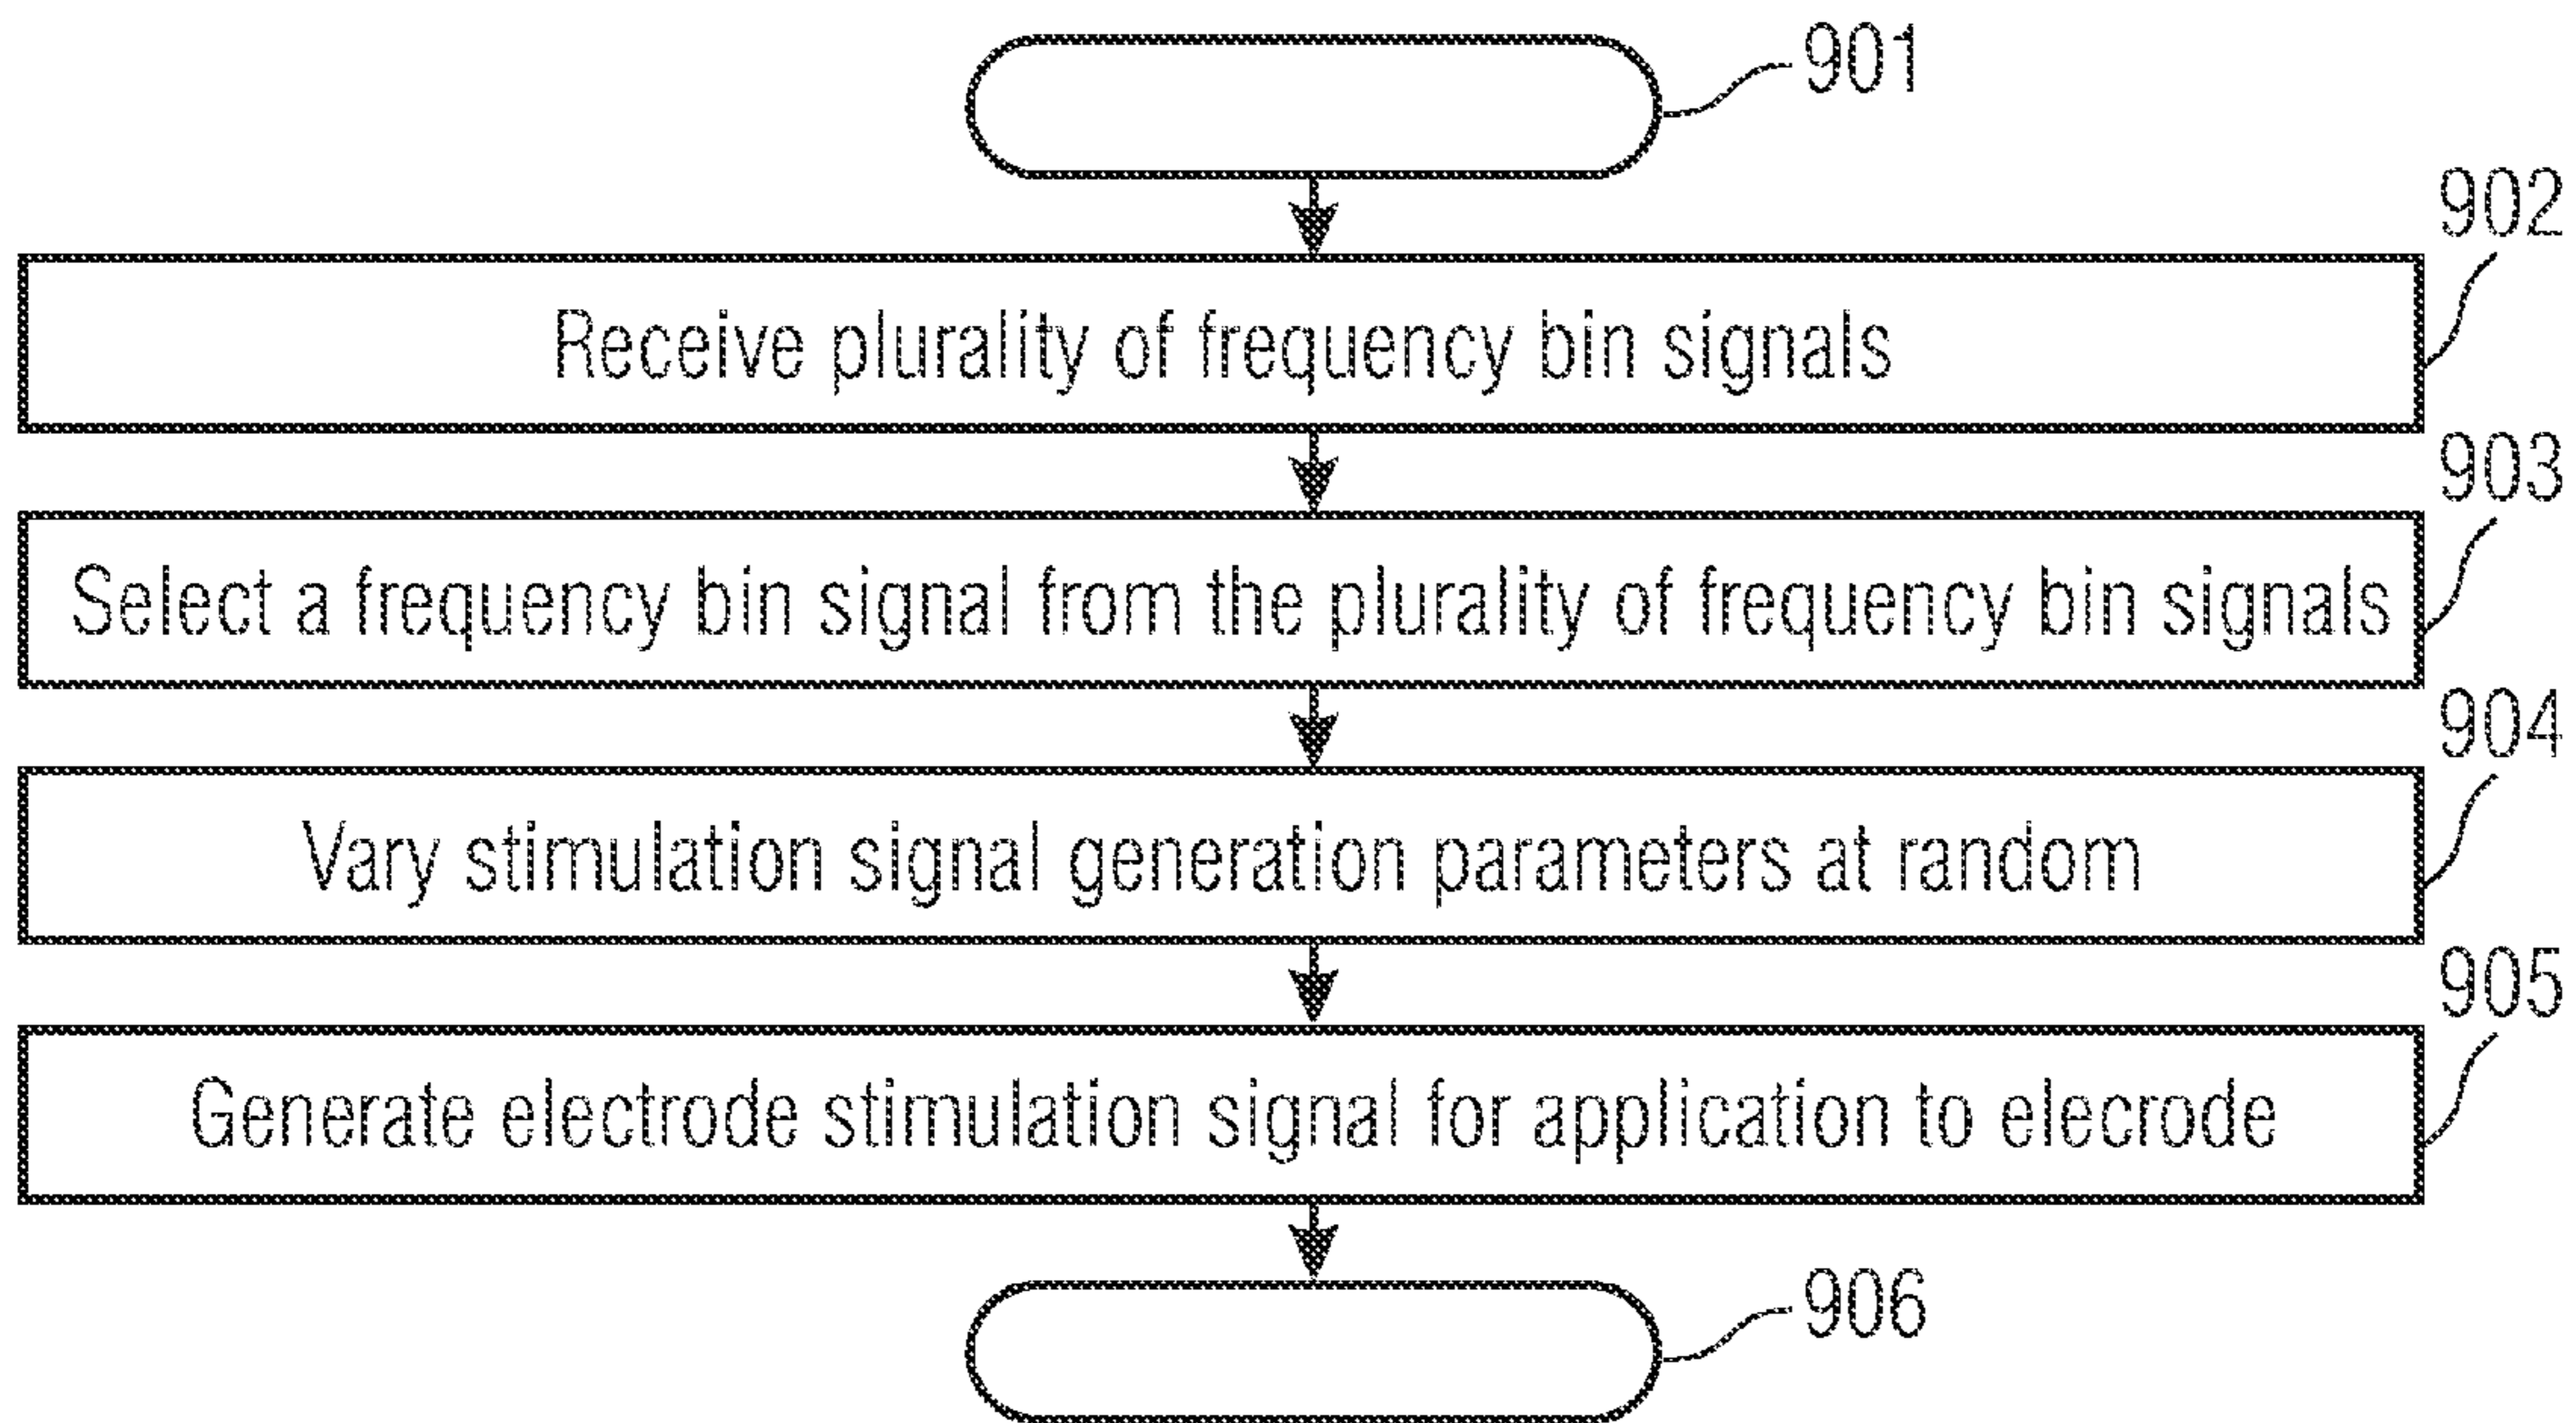 901
902
Receive plurality of frequency bin signals
903
Select a frequency bin signal from the plurality of frequency bin signals
904
Vary stimulation signal generation parameters at random
905
Generate electrode stimulation signal for application to elecrode
906